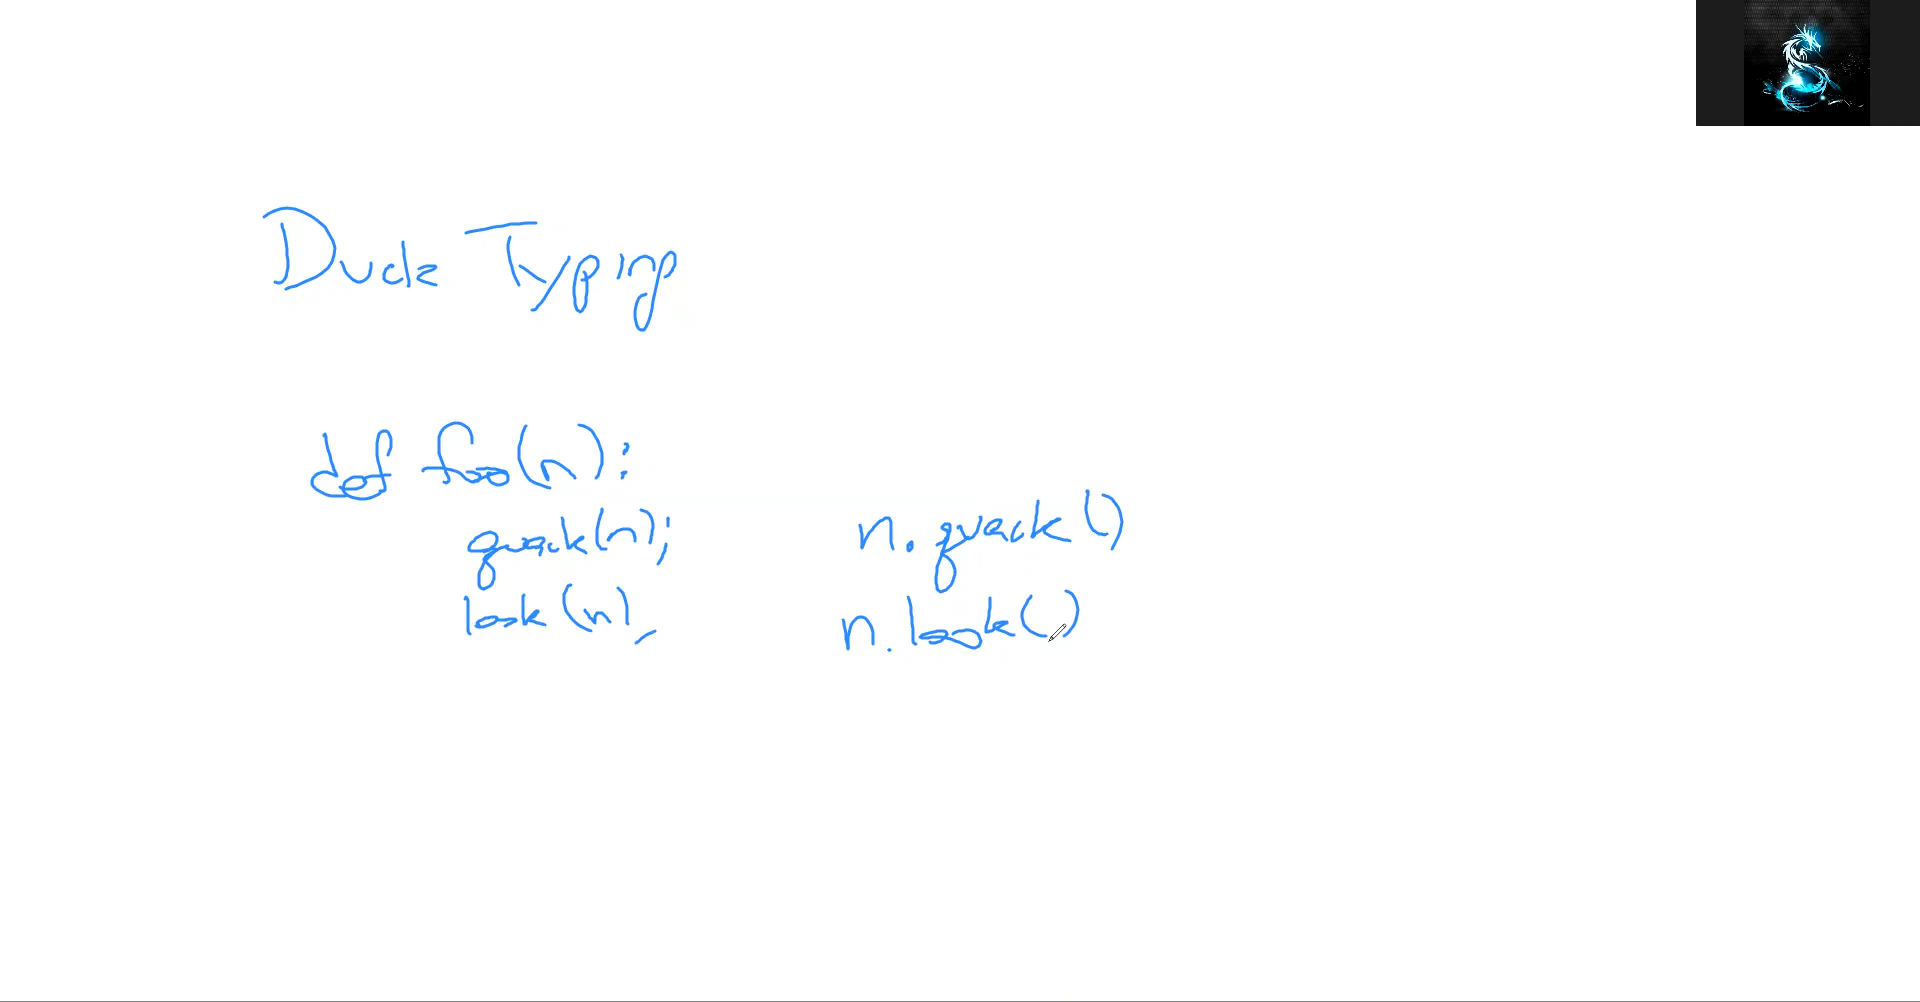 Duck Typing
def foo(n):
quack(n);
look(n),
n.quack()
n.look()